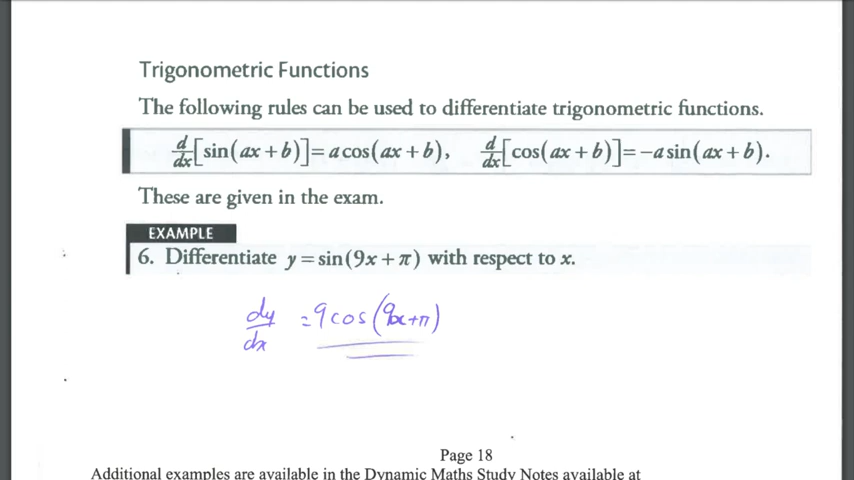 Trigonometric Functions
The following rules can be used to differentiate trigonometric functions.
d/dx[sin(ax + b)] = a cos(ax + b),   d/dx[cos(ax + b)] = −a sin(ax + b).
These are given in the exam.
EXAMPLE
6. Differentiate y = sin(9x + π) with respect to x.
dy/dx = 9cos(9x+π)
Page 18
Additional examples are available in the Dynamic Maths Study Notes available at